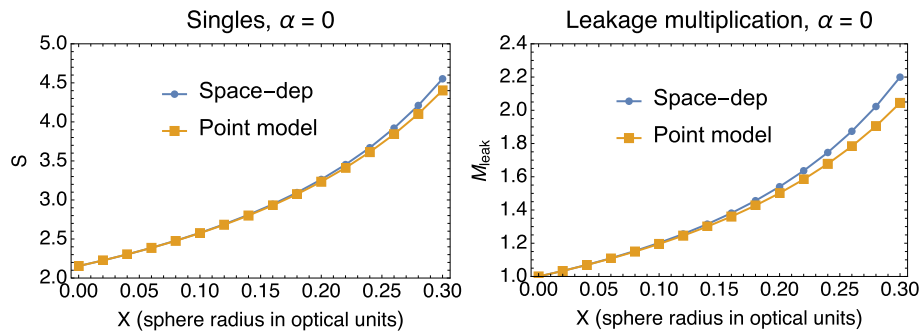 Singles, α = 0
5.0
4.5
4.0
3.5
3.0
2.5
2.0
S
Space-dep
Point model
0.00 0.05 0.10 0.15 0.20 0.25 0.30
X (sphere radius in optical units)
Leakage multiplication, α = 0
2.4
2.2
2.0
1.8
1.6
1.4
1.2
1.0
Mleak
Space-dep
Point model
0.00 0.05 0.10 0.15 0.20 0.25 0.30
X (sphere radius in optical units)